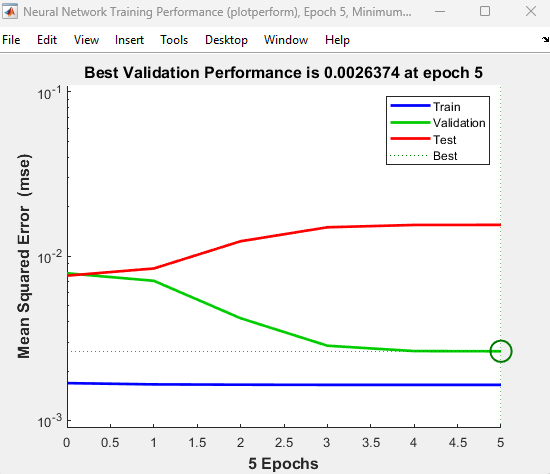 Neural Network Training Performance (plotperform), Epoch 5, Minimum...
File Edit View Insert Tools Debug Desktop Window Help
Best Validation Performance is 0.0026374 at epoch 5
10⁻¹
Train
Validation
Test
Best
Mean Squared Error (mse)
10⁻²
10⁻³
0 0.5 1 1.5 2 2.5 3 3.5 4 4.5 5
5 Epochs